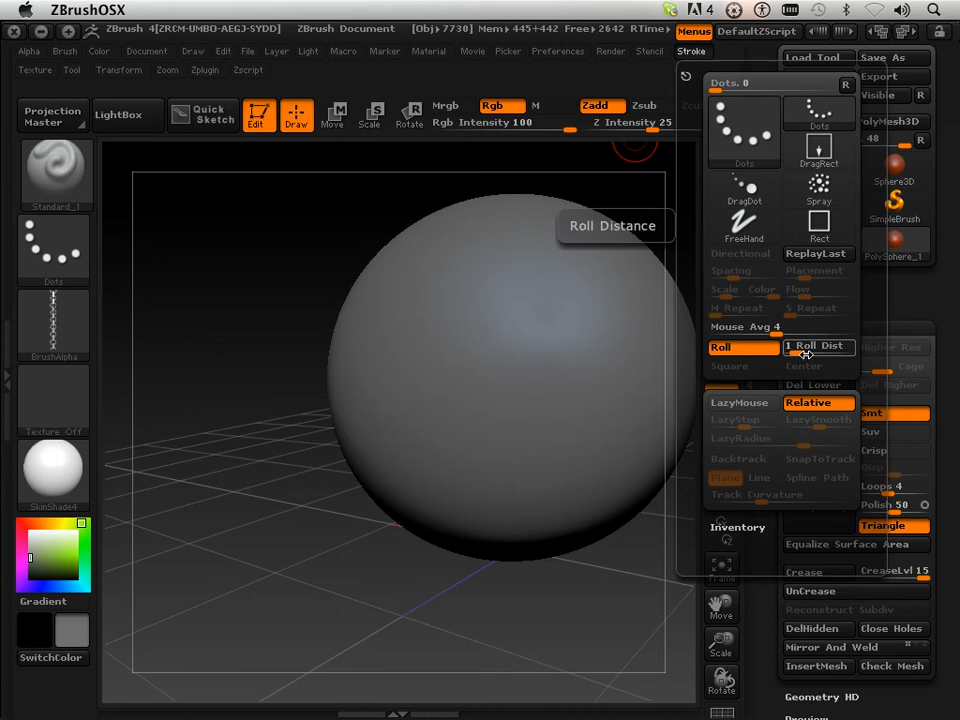 ZBrushOSX
4
ZBrush 4[ZRCM-UMBO-AEGJ-SYDD] ZBrush Document [Obj> 7730] Mem> 445+442 Free> 2642 RTime>
Menus DefaultZScript
Alpha Brush Color Document Draw Edit File Layer Light Macro Marker Material Movie Picker Preferences Render Stencil Stroke
Texture Tool Transform Zoom Zplugin Zscript
Load Tool Save As
Export
Visible R
PolyMesh3D
48 R
Sphere3D
SimpleBrush
PolySphere_1
Projection Master
LightBox
Quick Sketch
Edit
Draw
Move
Scale
Rotate
Mrgb Rgb M Zadd Zsub
Rgb Intensity 100 Z Intensity 25
Standard_1
Dots
BrushAlpha
Texture Off
SkinShade4
Gradient
SwitchColor
Roll Distance
Dots. 0 R
Dots
Dots
DragRect
DragDot
Spray
FreeHand
Rect
Directional ReplayLast
Spacing Placement
Scale Color Flow
M Repeat S Repeat
Mouse Avg 4
Roll 1 Roll Dist
Square Center
Del Lower Del Higher
Higher Res
Cage
LazyMouse Relative
LazyStep LazySmooth
LazyRadius
Backtrack SnapToTrack
Plane Line Spline Path
Track Curvature
Inventory
Smt
Suv
Crisp
Disp
Loops 4
Polish 50
Triangle
Equalize Surface Area
Crease CreaseLvl 15
UnCrease
Reconstruct Subdiv
DelHidden Close Holes
Mirror And Weld
InsertMesh Check Mesh
Geometry HD
Frame
Move
Scale
Rotate